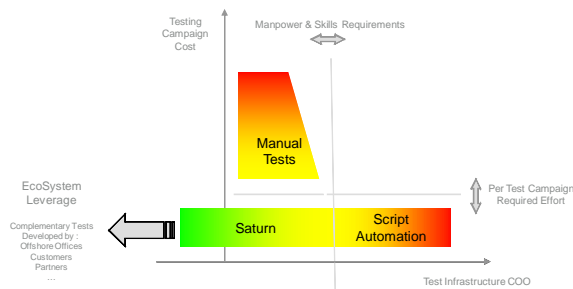 Testing
Campaign
Cost
Manpower & Skills Requirements
Manual
Tests
EcoSystem
Leverage
Per Test Campaign
Required Effort
Complementary Tests
Developed by :
Offshore Offices
Customers
Partners
...
Saturn
Script
Automation
Test Infrastructure COO